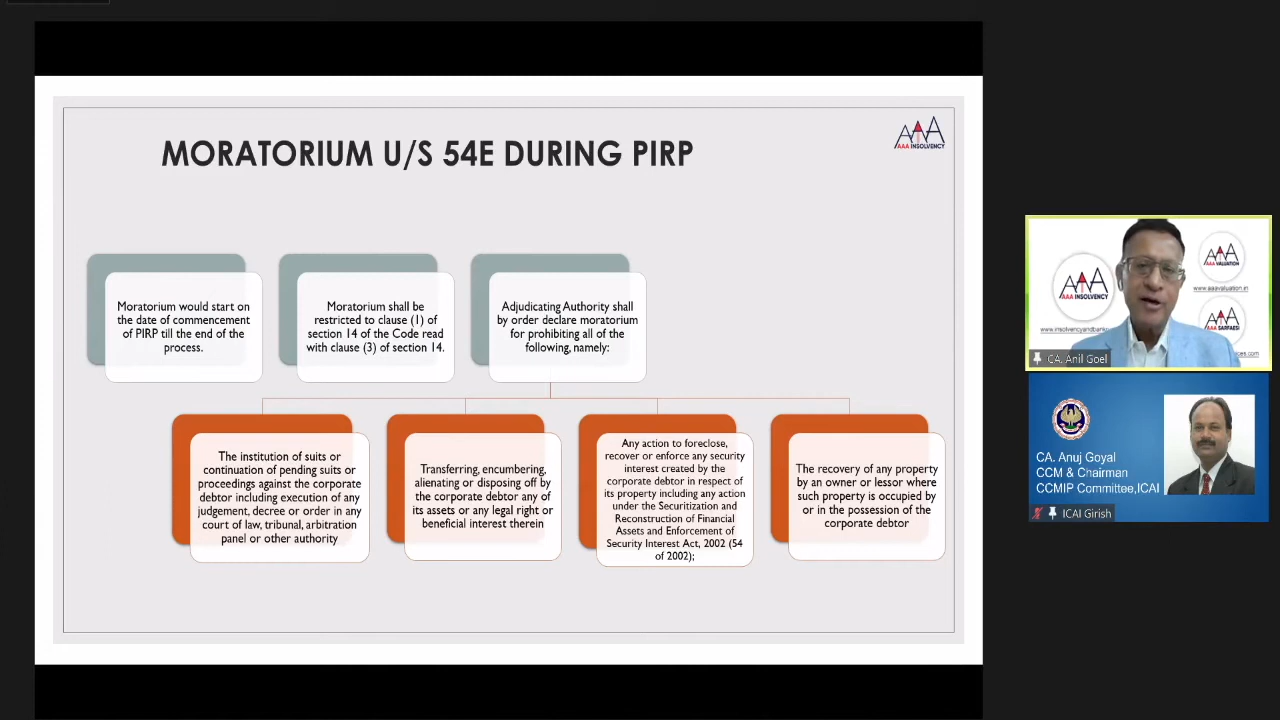 MORATORIUM U/S 54E DURING PIRP
AAA INSOLVENCY
Moratorium would start on
the date of commencement
of PIRP till the end of the
process.
Moratorium shall be
restricted to clause (1) of
section 14 of the Code read
with clause (3) of section 14.
Adjudicating Authority shall
by order declare moratorium
for prohibiting all of the
following, namely:
The institution of suits or
continuation of pending suits or
proceedings against the corporate
debtor including execution of any
judgement, decree or order in any
court of law, tribunal, arbitration
panel or other authority
Transferring, encumbering,
alienating or disposing off by
the corporate debtor any of
its assets or any legal right or
beneficial interest therein
Any action to foreclose,
recover or enforce any security
interest created by the
corporate debtor in respect of
its property including any action
under the Securitization and
Reconstruction of Financial
Assets and Enforcement of
Security Interest Act, 2002 (54
of 2002);
The recovery of any property
by an owner or lessor where
such property is occupied by
or in the possession of the
corporate debtor
AAA INSOLVENCY
AAA VALUATION
www.aaavaluation.in
AAA SARFAESI
CA. Anil Goel
CA. Anuj Goyal
CCM & Chairman
CCMIP Committee,ICAI
ICAI Girish